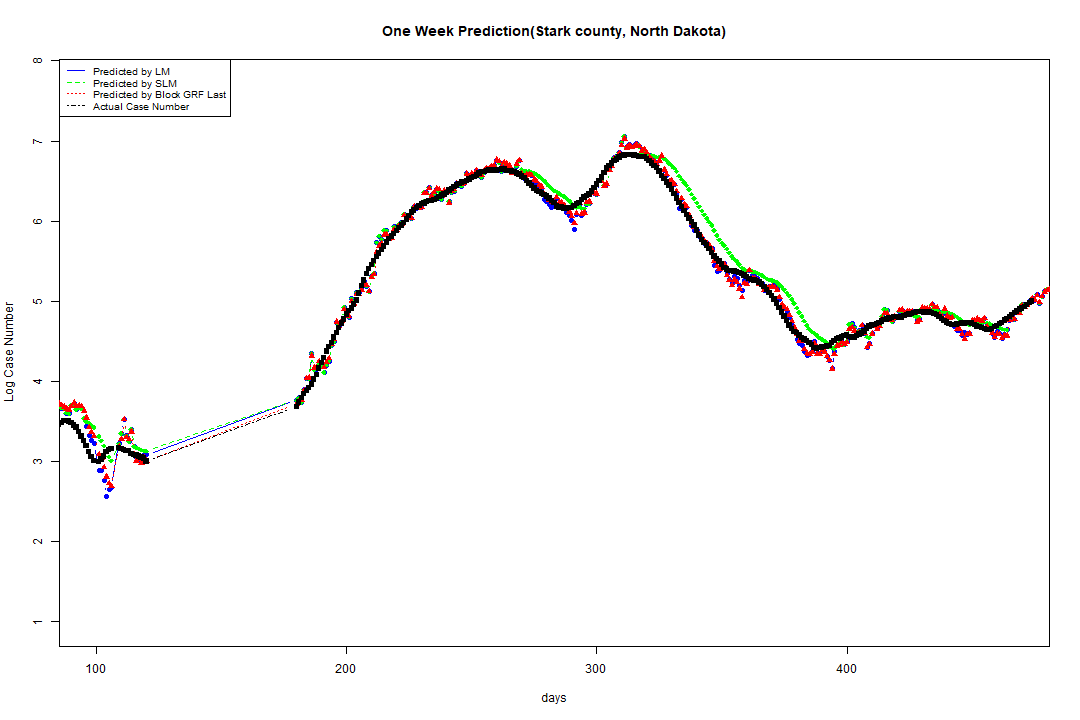 One Week Prediction(Stark county, North Dakota)
Predicted by LM
Predicted by SLM
Predicted by Block GRF Last
Actual Case Number
8
7
6
5
4
3
2
1
Log Case Number
100 200 300 400
days